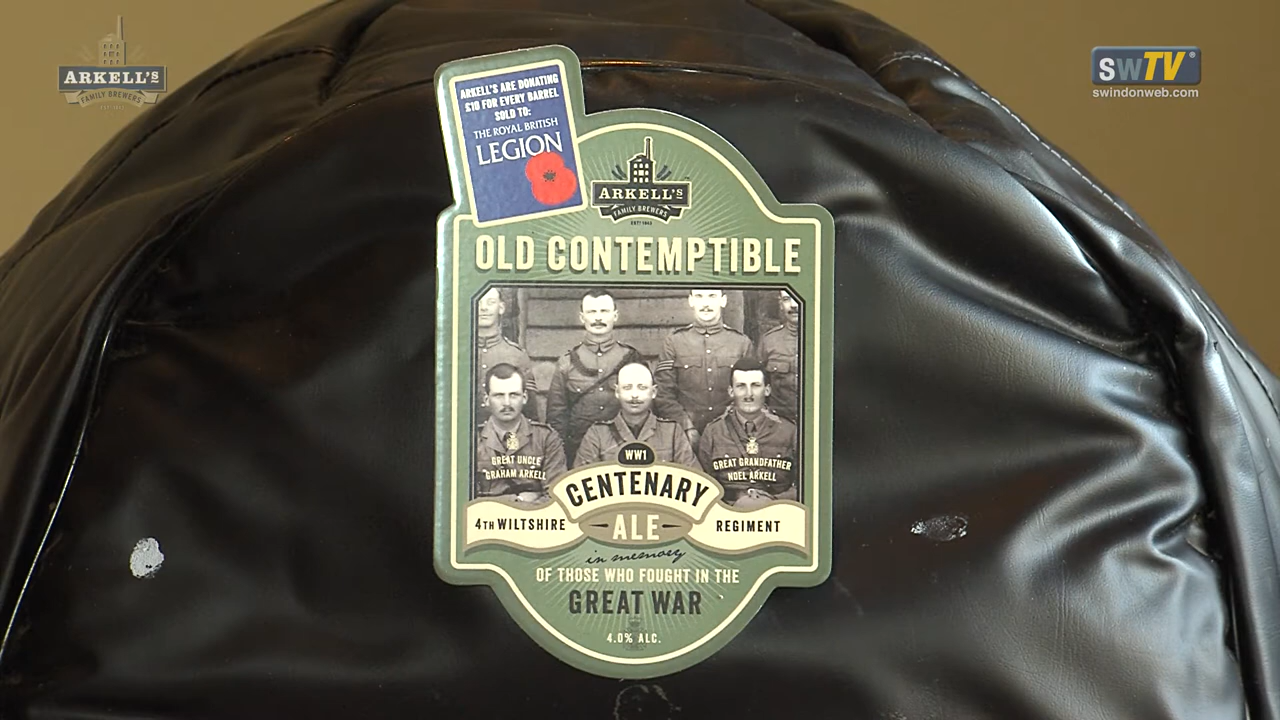 ARKELL'S
FAMILY BREWERS
SWTV
swindonweb.com
ARKELL'S ARE DONATING
£10 FOR EVERY BARREL
SOLD TO:
THE ROYAL BRITISH
LEGION
ARKELL'S
FAMILY BREWERS
EST 1843
OLD CONTEMPTIBLE
GREAT UNCLE
GRAHAM ARKELL
GREAT GRANDFATHER
NOEL ARKELL
WW1
CENTENARY
ALE
4TH WILTSHIRE REGIMENT
in memory
OF THOSE WHO FOUGHT IN THE
GREAT WAR
4.0% ALC.